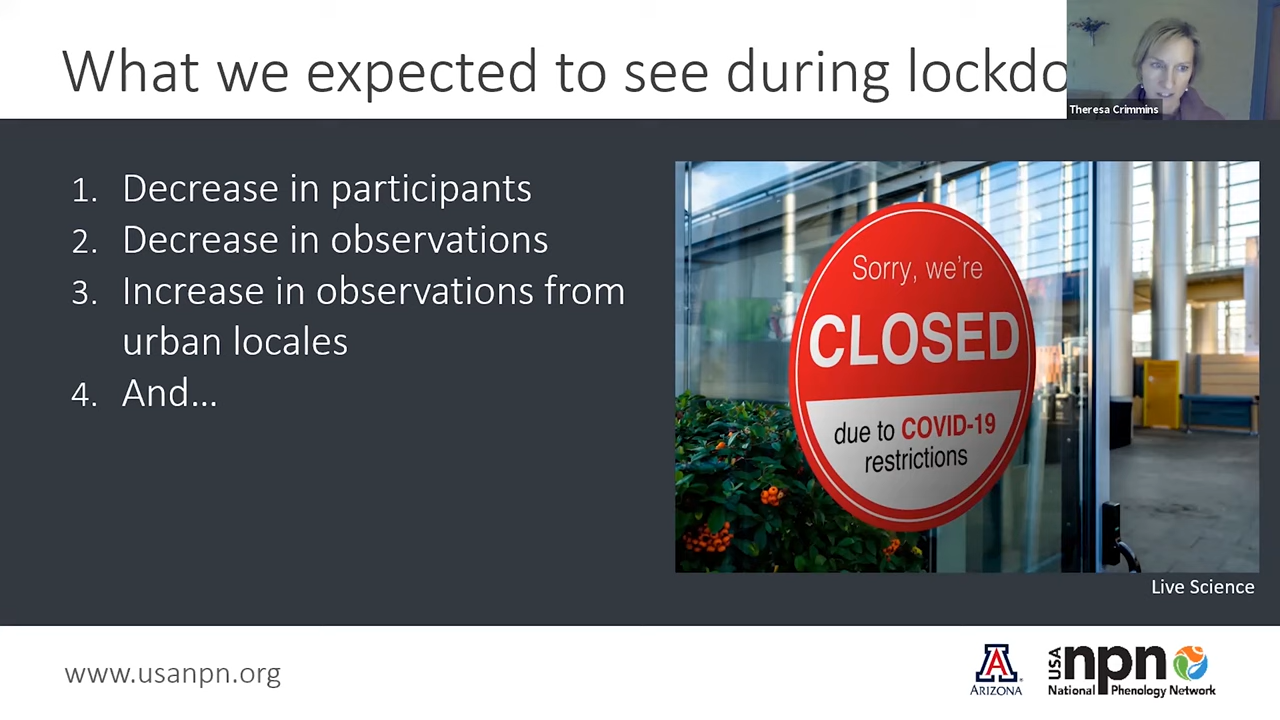 What we expected to see during lockdo
Theresa Crimmins
1. Decrease in participants
2. Decrease in observations
3. Increase in observations from
urban locales
4. And...
Sorry, we're
CLOSED
due to COVID-19
restrictions
Live Science
www.usanpn.org
A
ARIZONA
USA npn
National Phenology Network